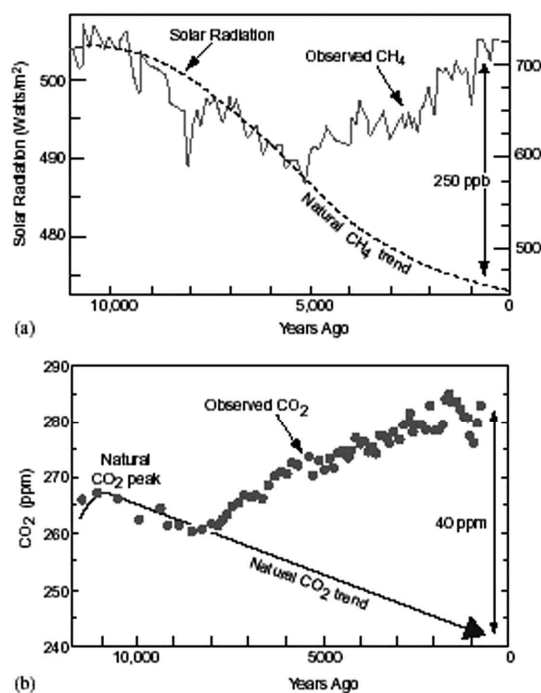 Solar Radiation
Observed CH4
Solar Radiation (Watts/m2)
500
490
480
700
600
500
250 ppb
Natural CH4 trend
10,000
5,000
0
Years Ago
(a)
290
280
270
260
250
240
CO2 (ppm)
Observed CO2
Natural
CO2 peak
40 ppm
Natural CO2 trend
10,000
5000
0
Years Ago
(b)